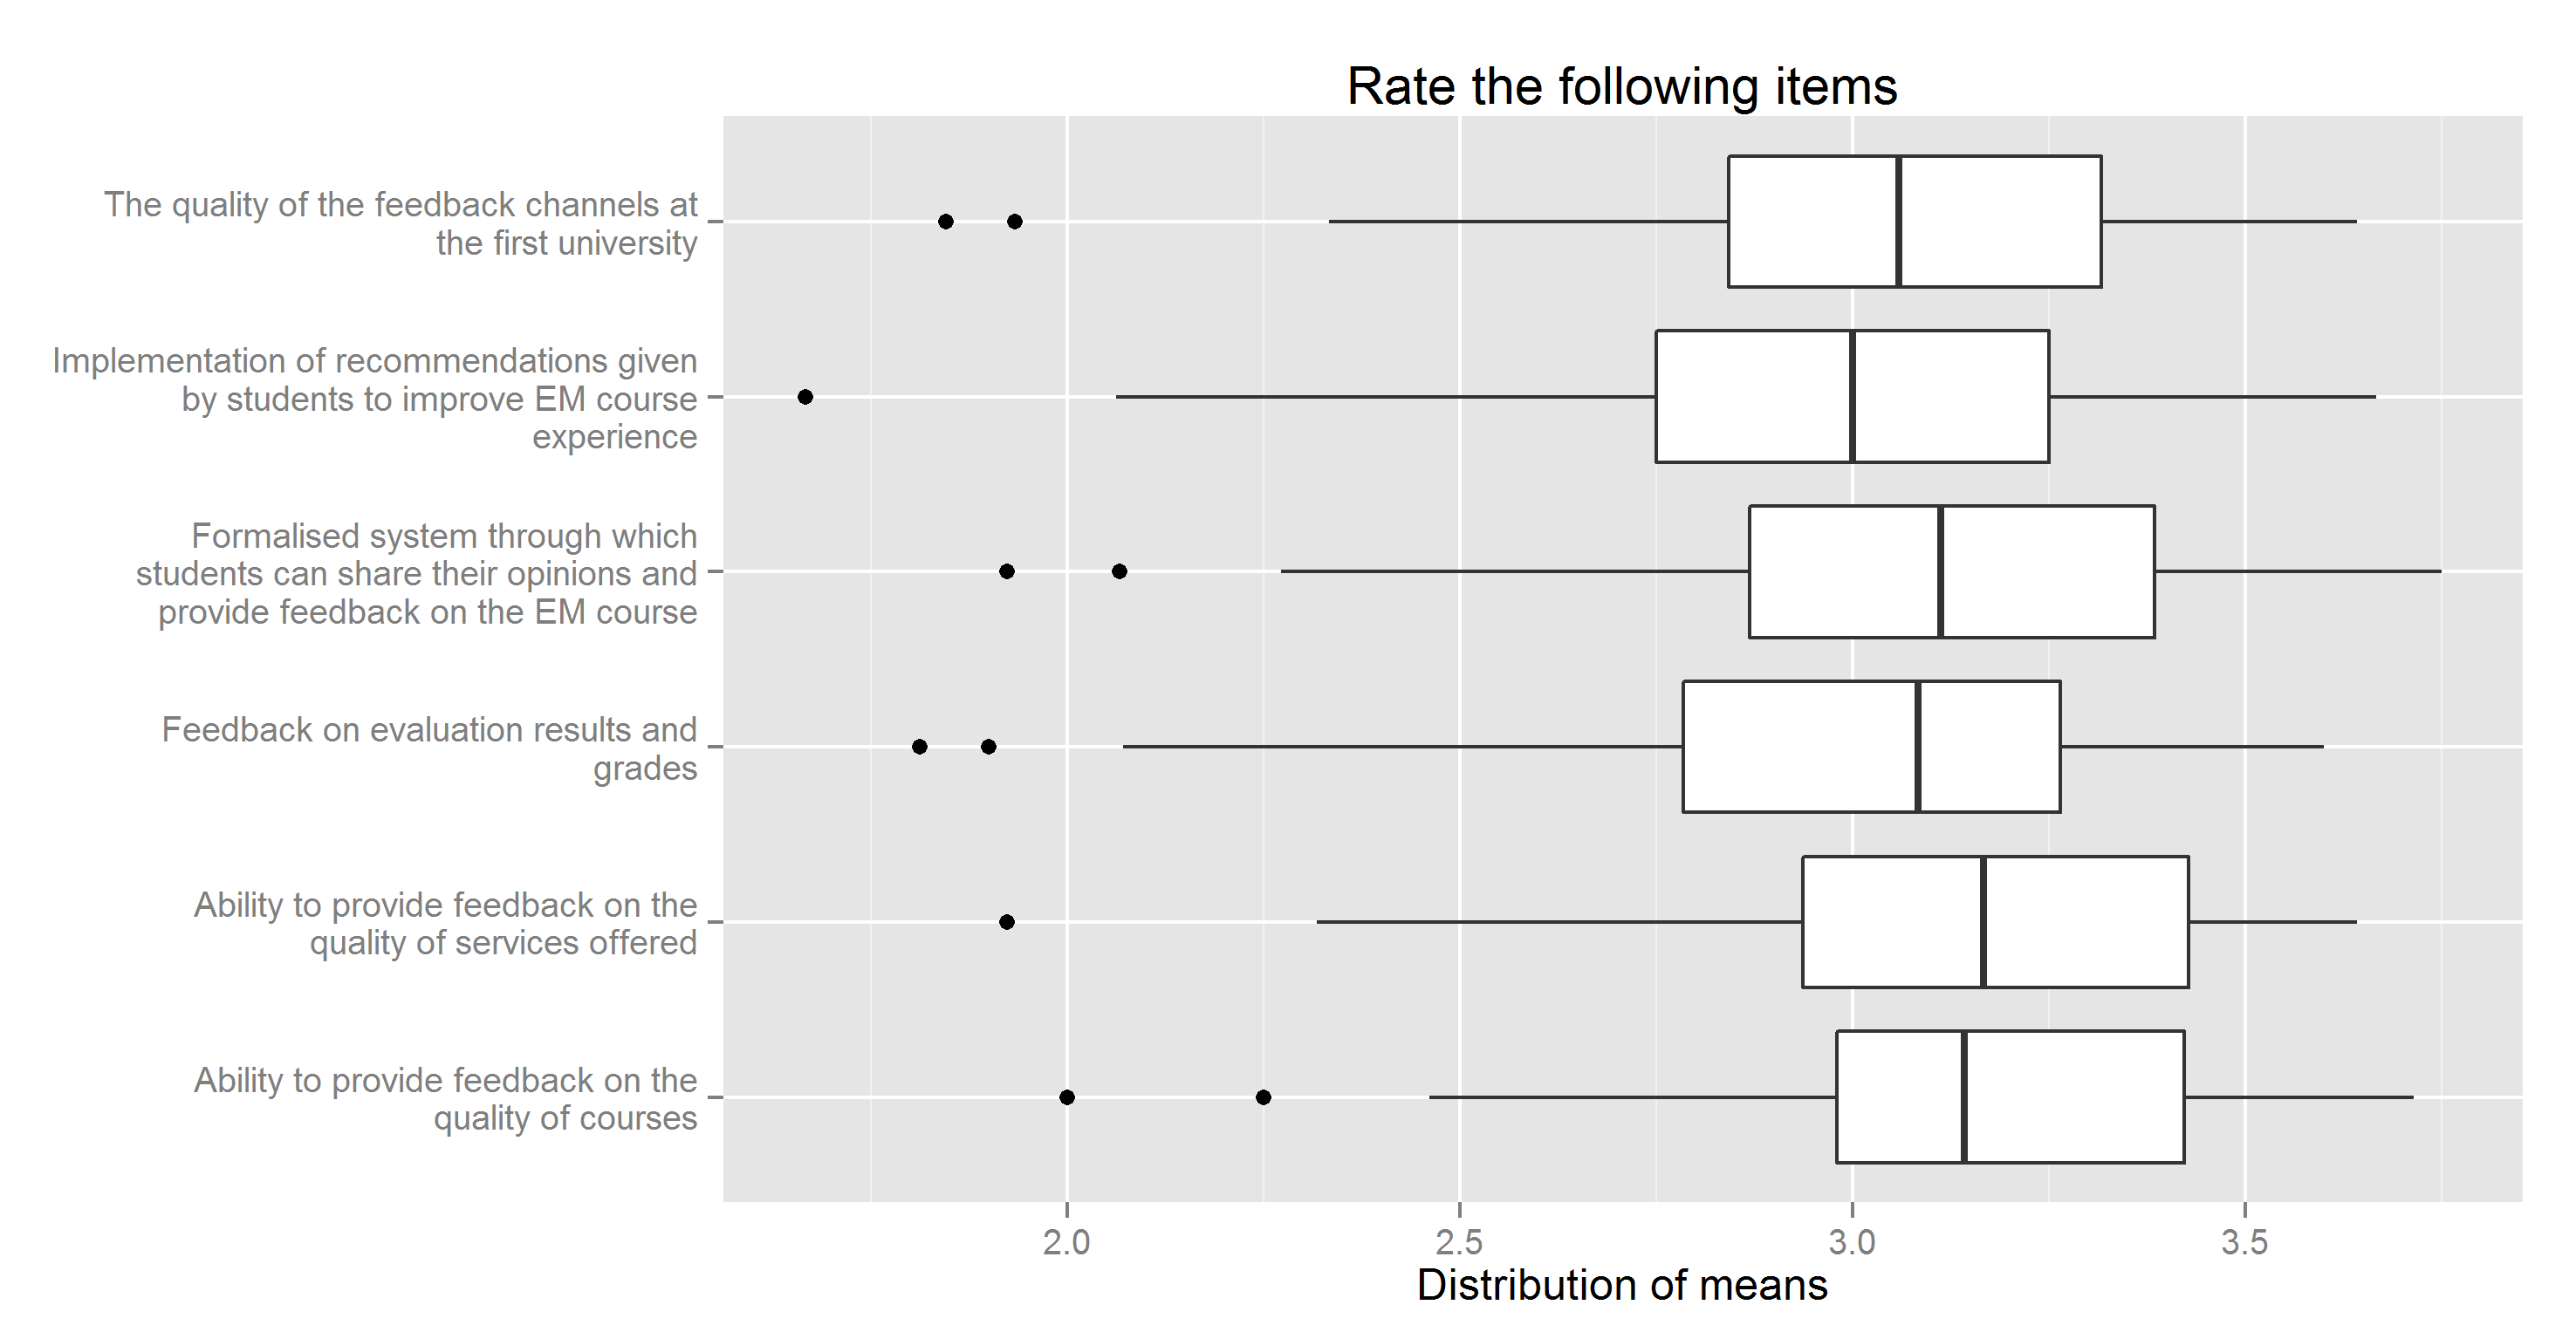 Rate the following items
The quality of the feedback channels at
the first university
Implementation of recommendations given
by students to improve EM course
experience
Formalised system through which
students can share their opinions and
provide feedback on the EM course
Feedback on evaluation results and
grades
Ability to provide feedback on the
quality of services offered
Ability to provide feedback on the
quality of courses
2.0 2.5 3.0 3.5
Distribution of means